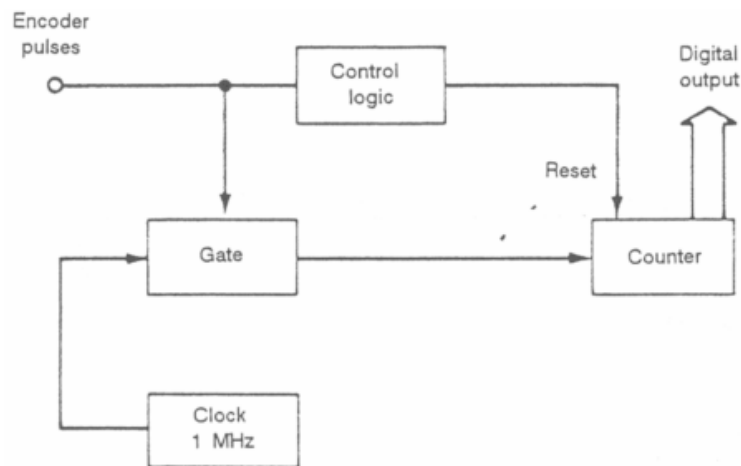 Encoder
pulses
Control
logic
Digital
output
Reset
Gate
Counter
Clock
1 MHz